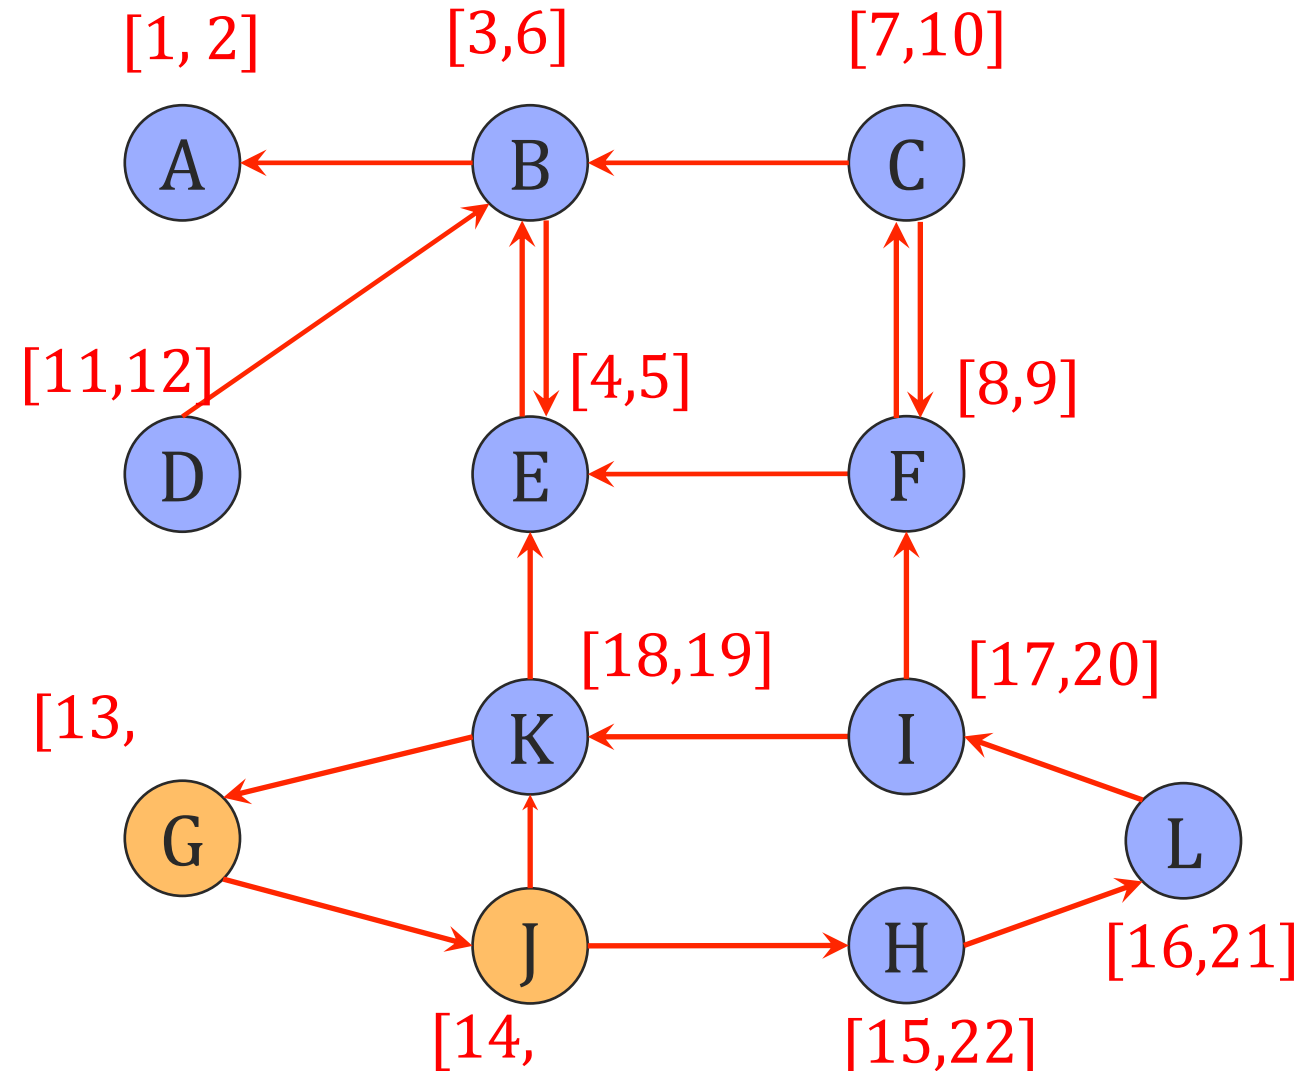 [1, 2]
[3,6]
[7,10]
A
B
C
[11,12]
[4,5]
[8,9]
D
E
F
[18,19]
[17,20]
[13,
K
I
G
L
J
H
[16,21]
[14,
[15,22]